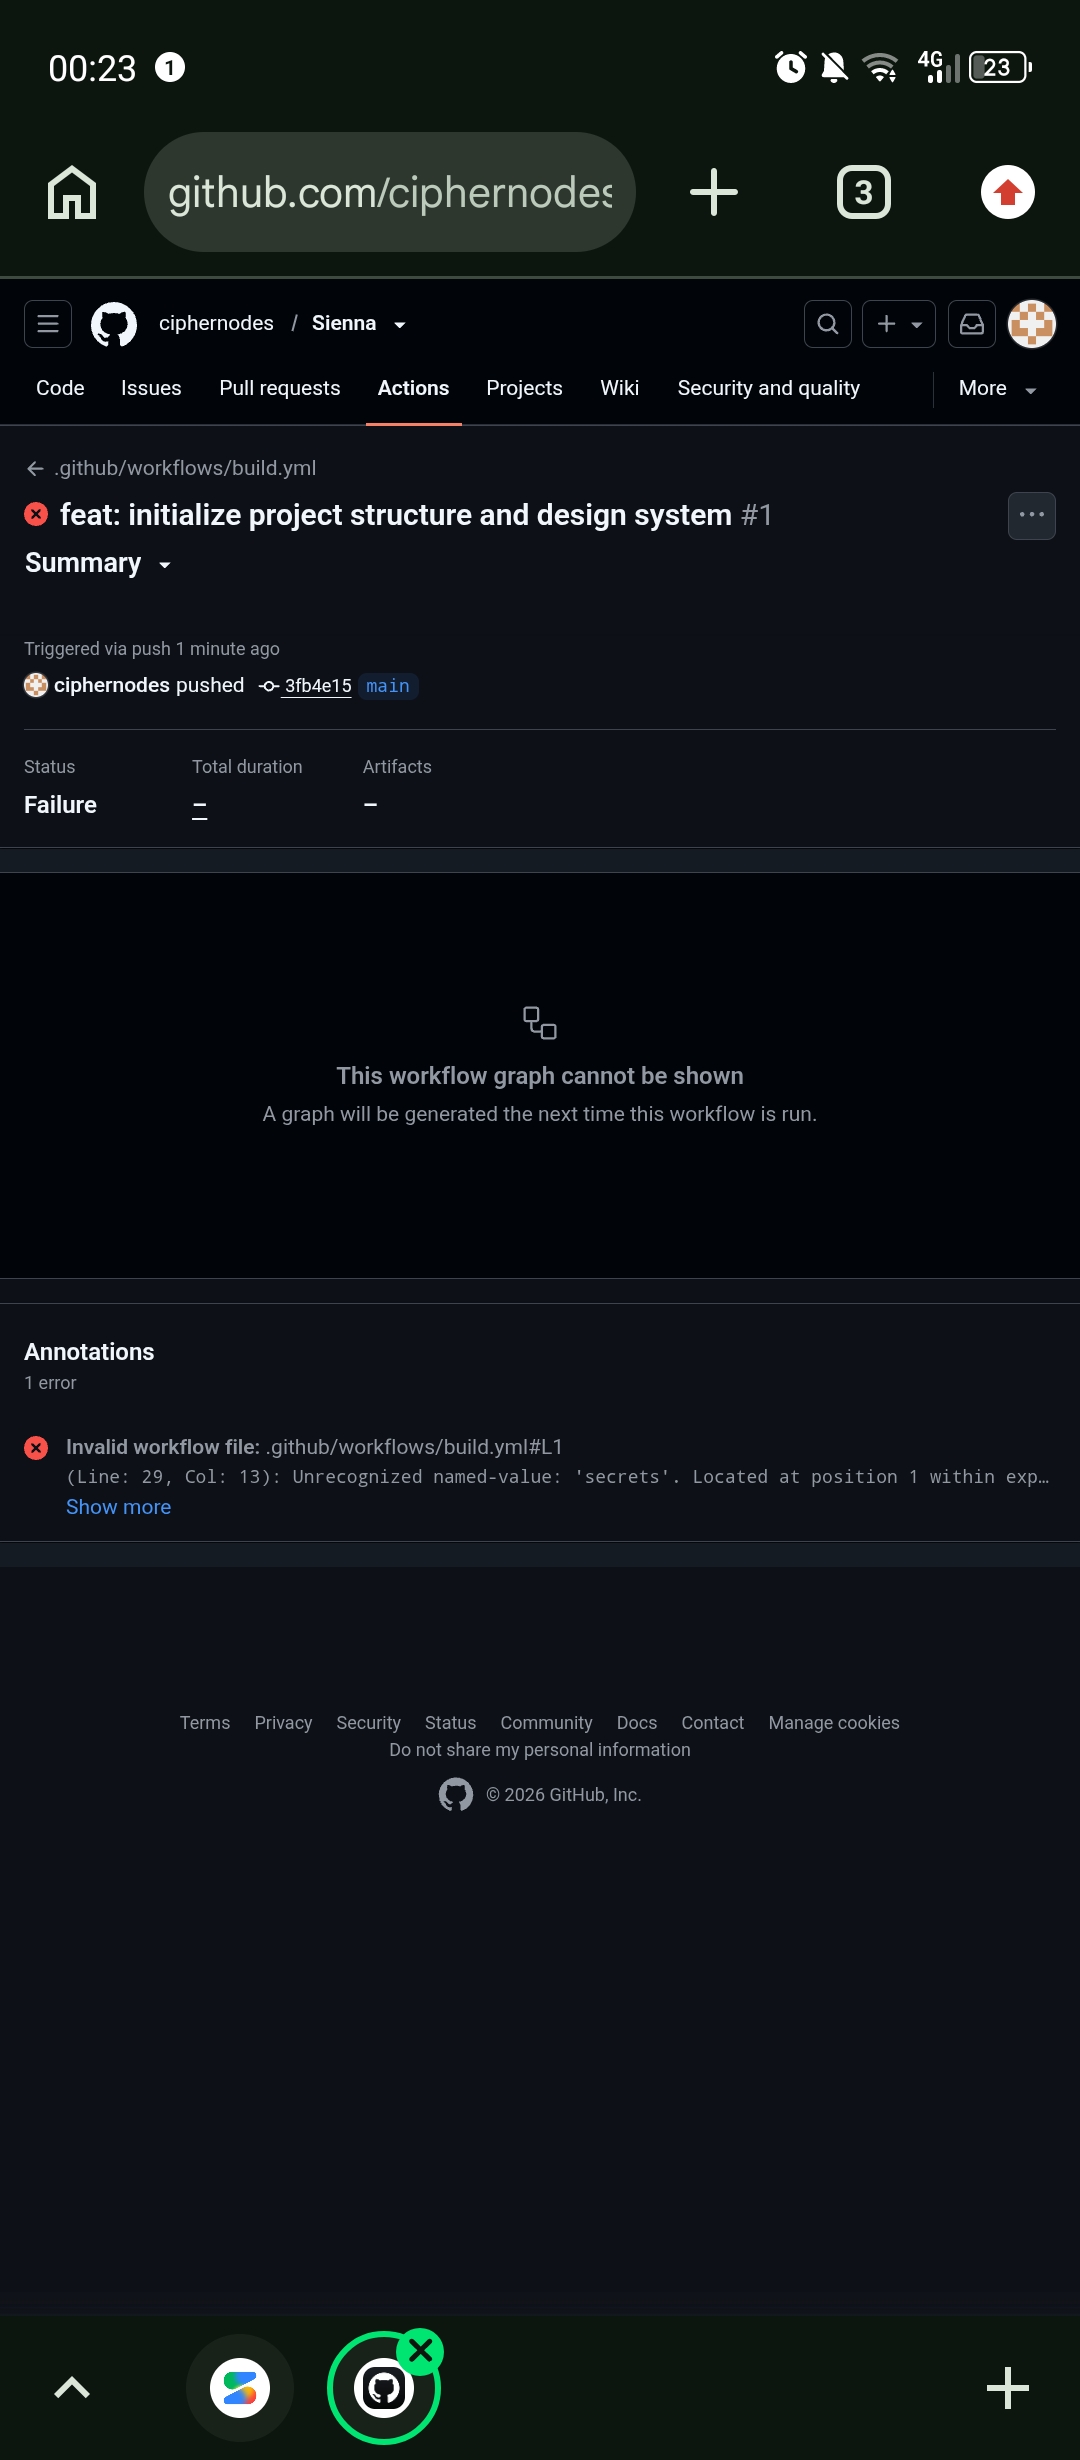 00:23 1 4G 23
github.com/ciphernodes 3
ciphernodes / Sienna
Code Issues Pull requests Actions Projects Wiki Security and quality More
.github/workflows/build.yml
feat: initialize project structure and design system #1
Summary
Triggered via push 1 minute ago
ciphernodes pushed 3fb4e15 main
Status Total duration Artifacts
Failure – –
This workflow graph cannot be shown
A graph will be generated the next time this workflow is run.
Annotations
1 error
Invalid workflow file: .github/workflows/build.yml#L1
(Line: 29, Col: 13): Unrecognized named-value: 'secrets'. Located at position 1 within exp…
Show more
Terms Privacy Security Status Community Docs Contact Manage cookies
Do not share my personal information
© 2026 GitHub, Inc.